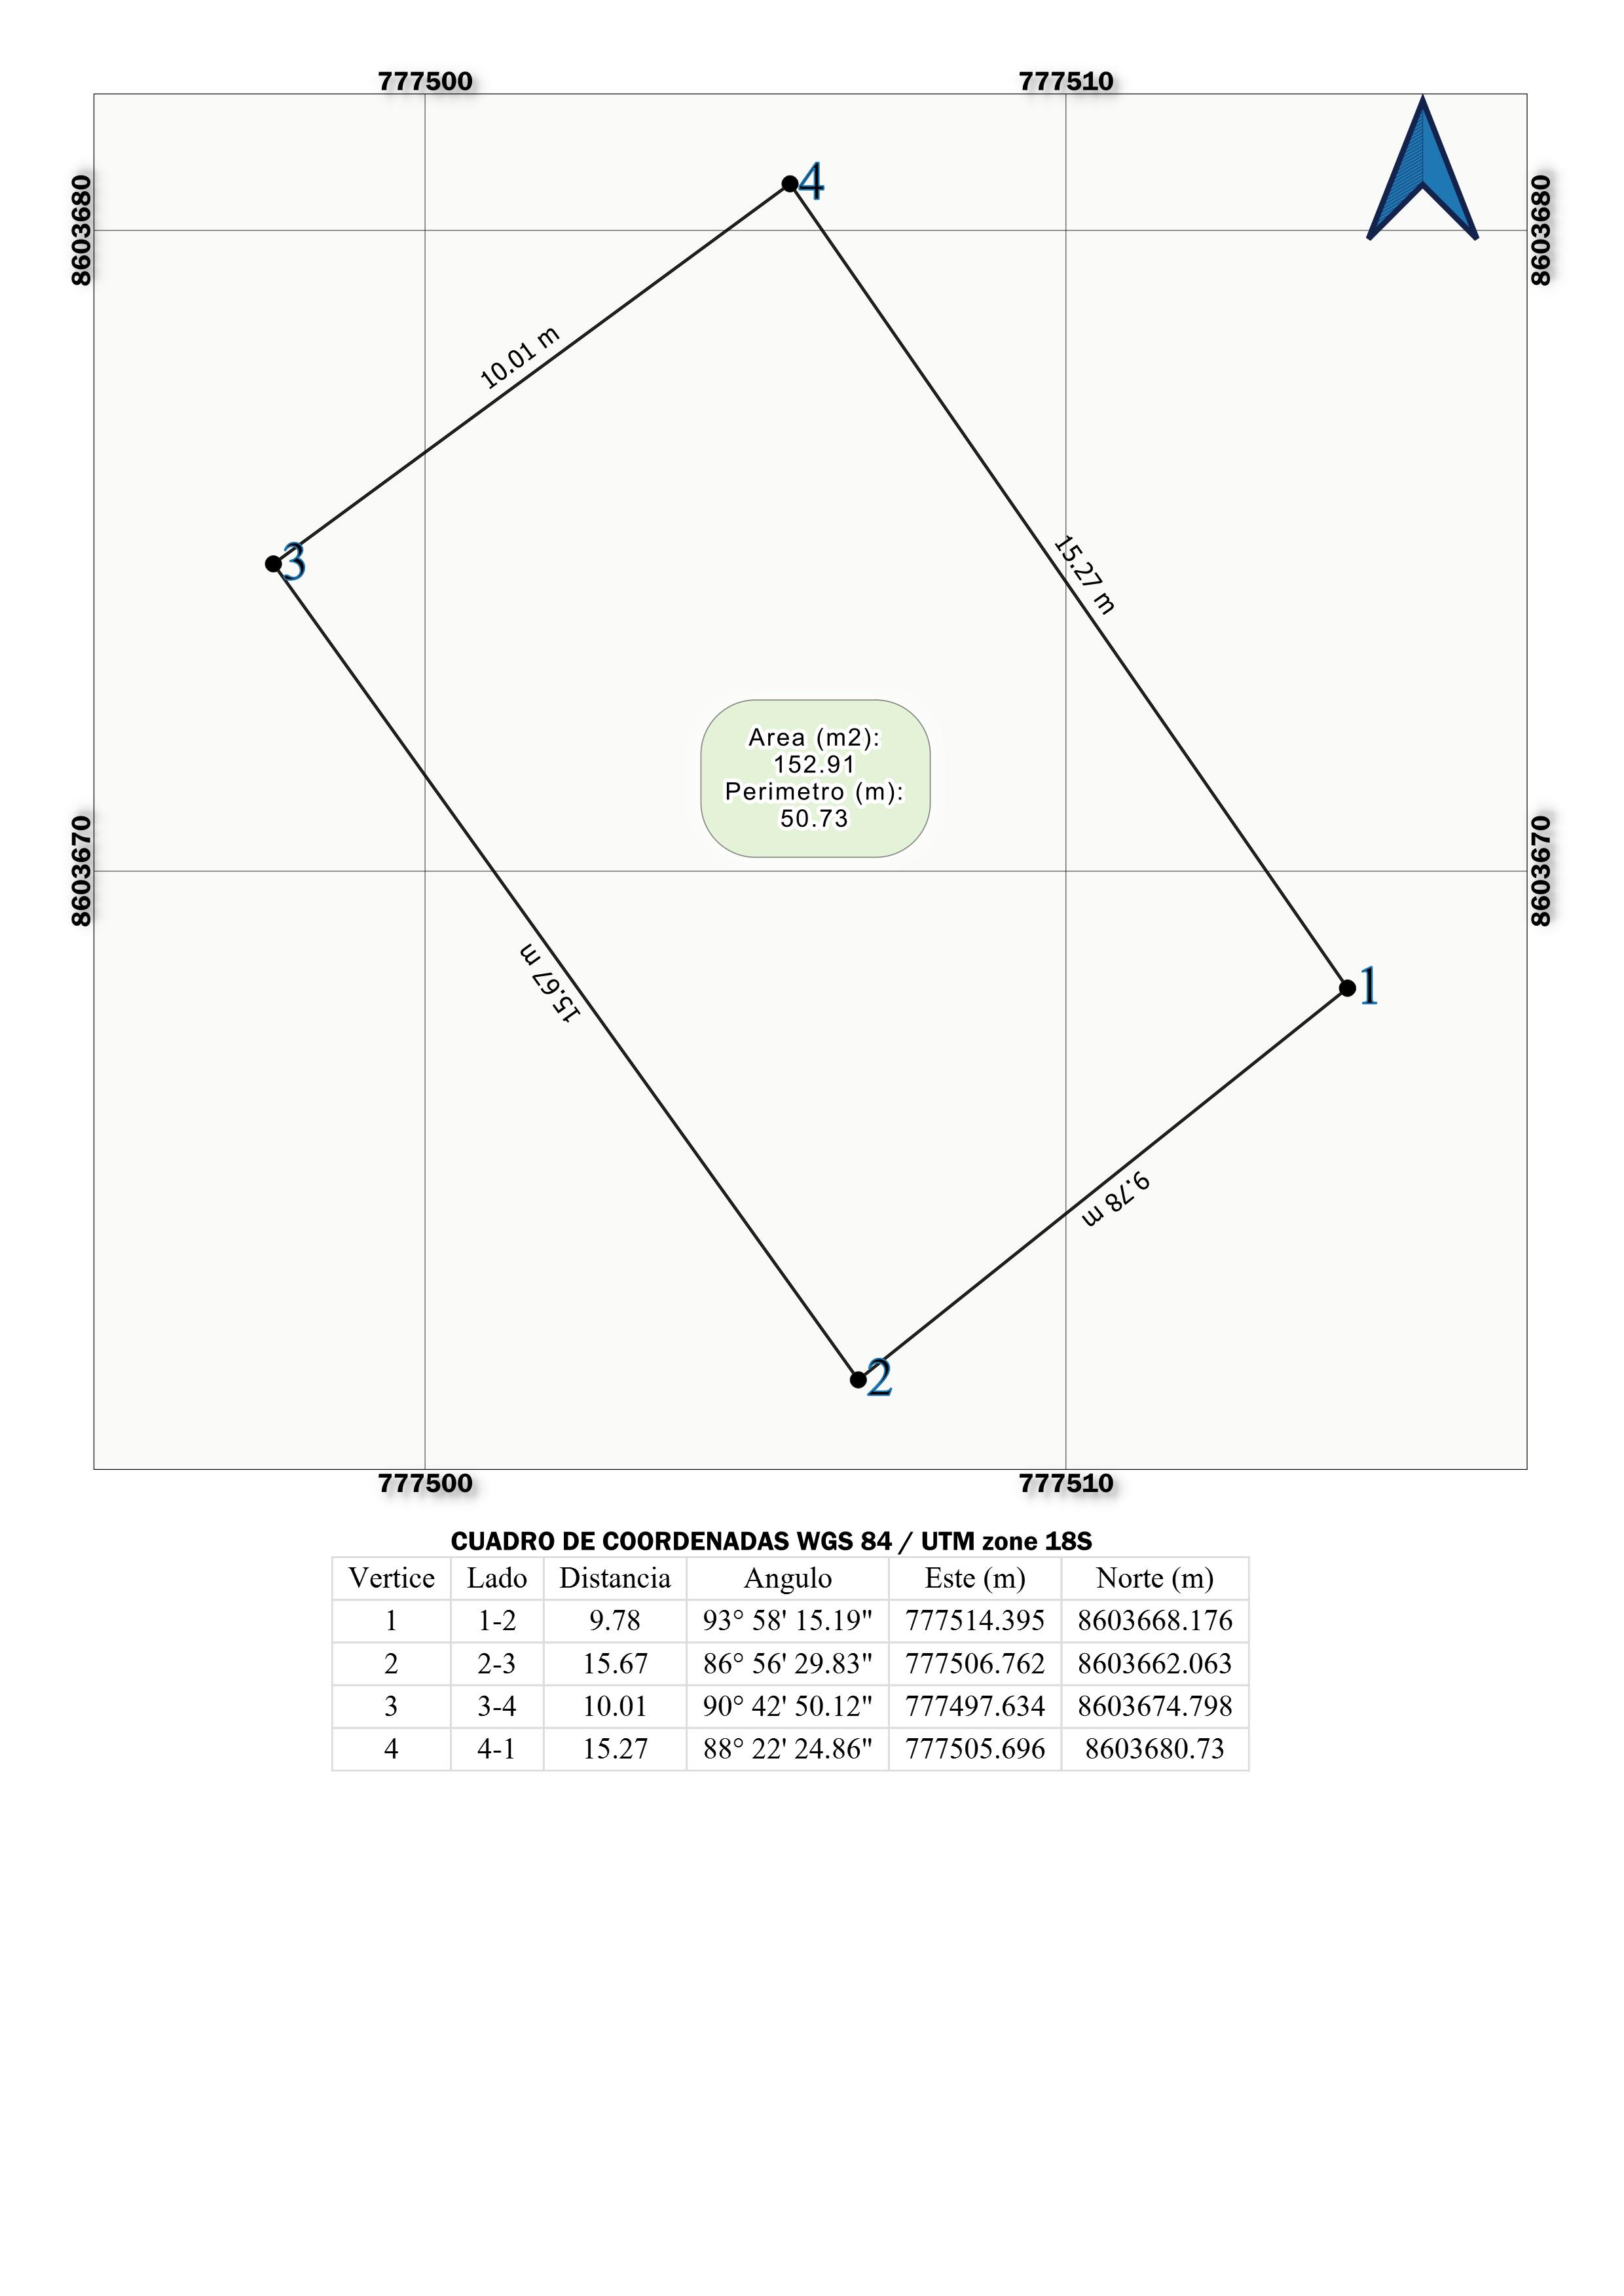 777500 777510
8603680 8603680
4
10.01 m
3
15.27 m
Area (m2):
152.91
Perimetro (m):
50.73
8603670 8603670
15.67 m
1
9.78 m
2
777500 777510
CUADRO DE COORDENADAS WGS 84 / UTM zone 18S
Vertice Lado Distancia Angulo Este (m) Norte (m)
1 1-2 9.78 93° 58' 15.19" 777514.395 8603668.176
2 2-3 15.67 86° 56' 29.83" 777506.762 8603662.063
3 3-4 10.01 90° 42' 50.12" 777497.634 8603674.798
4 4-1 15.27 88° 22' 24.86" 777505.696 8603680.73